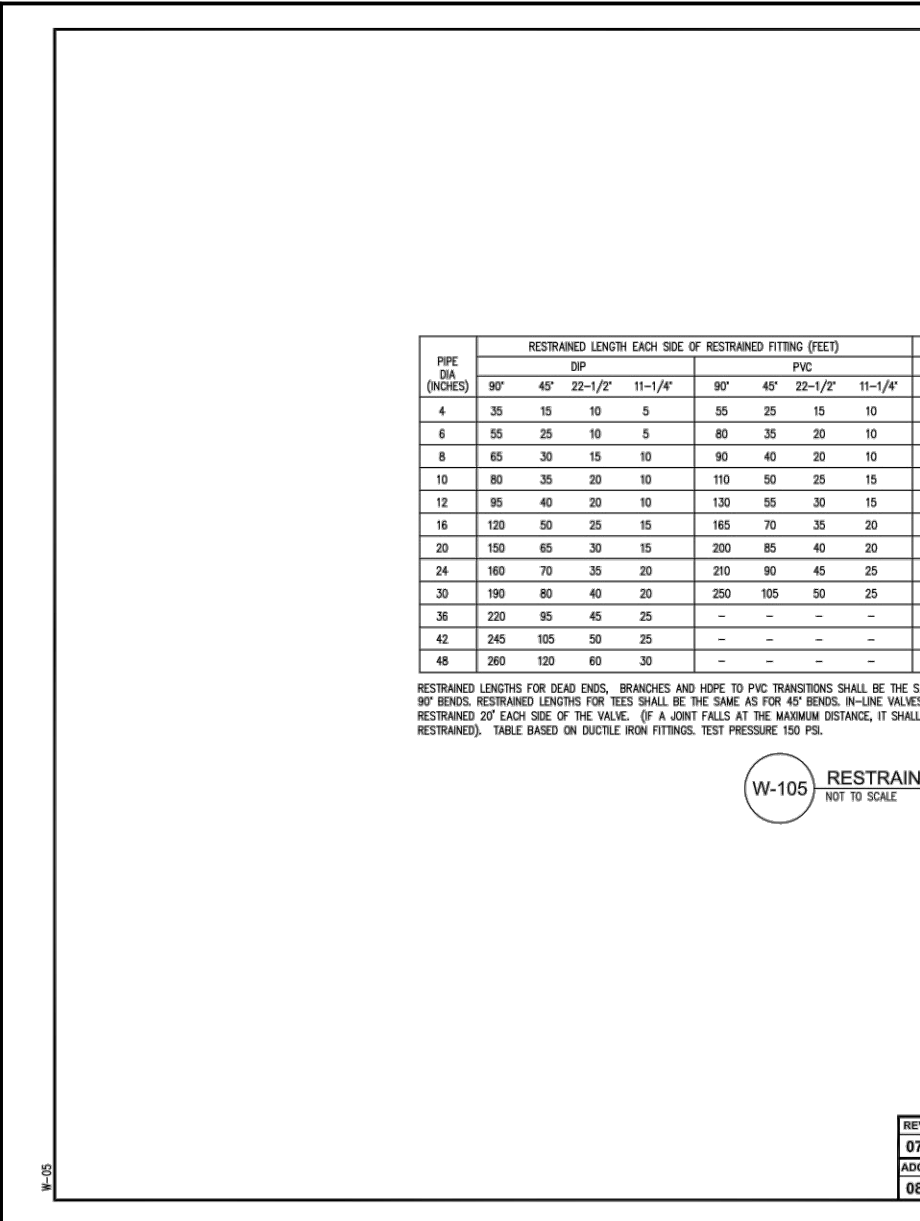 RESTRAINED LENGTH EACH SIDE OF RESTRAINED FITTING (FEET)
PIPE DIA (INCHES) DIP PVC
90° 45° 22-1/2° 11-1/4° 90° 45° 22-1/2° 11-1/4°
4 35 15 10 5 55 25 15 10
6 55 25 10 5 80 35 20 10
8 65 30 15 10 90 40 20 10
10 80 35 20 10 110 50 25 15
12 95 40 20 10 130 55 30 15
16 120 50 25 15 165 70 35 20
20 150 65 30 15 200 85 40 20
24 160 70 35 20 210 90 45 25
30 190 80 40 20 250 105 50 25
36 220 95 45 25 – – – –
42 245 105 50 25 – – – –
48 260 120 60 30 – – – –
RESTRAINED LENGTHS FOR DEAD ENDS, BRANCHES AND HDPE TO PVC TRANSITIONS SHALL BE THE
90° BENDS. RESTRAINED LENGTHS FOR TEES SHALL BE THE SAME AS FOR 45° BENDS. IN-LINE VALVES
RESTRAINED 20' EACH SIDE OF THE VALVE. (IF A JOINT FALLS AT THE MAXIMUM DISTANCE, IT SHALL
RESTRAINED). TABLE BASED ON DUCTILE IRON FITTINGS. TEST PRESSURE 150 PSI.
W-105 RESTRAIN
NOT TO SCALE
W-05
RE
07
AD
08